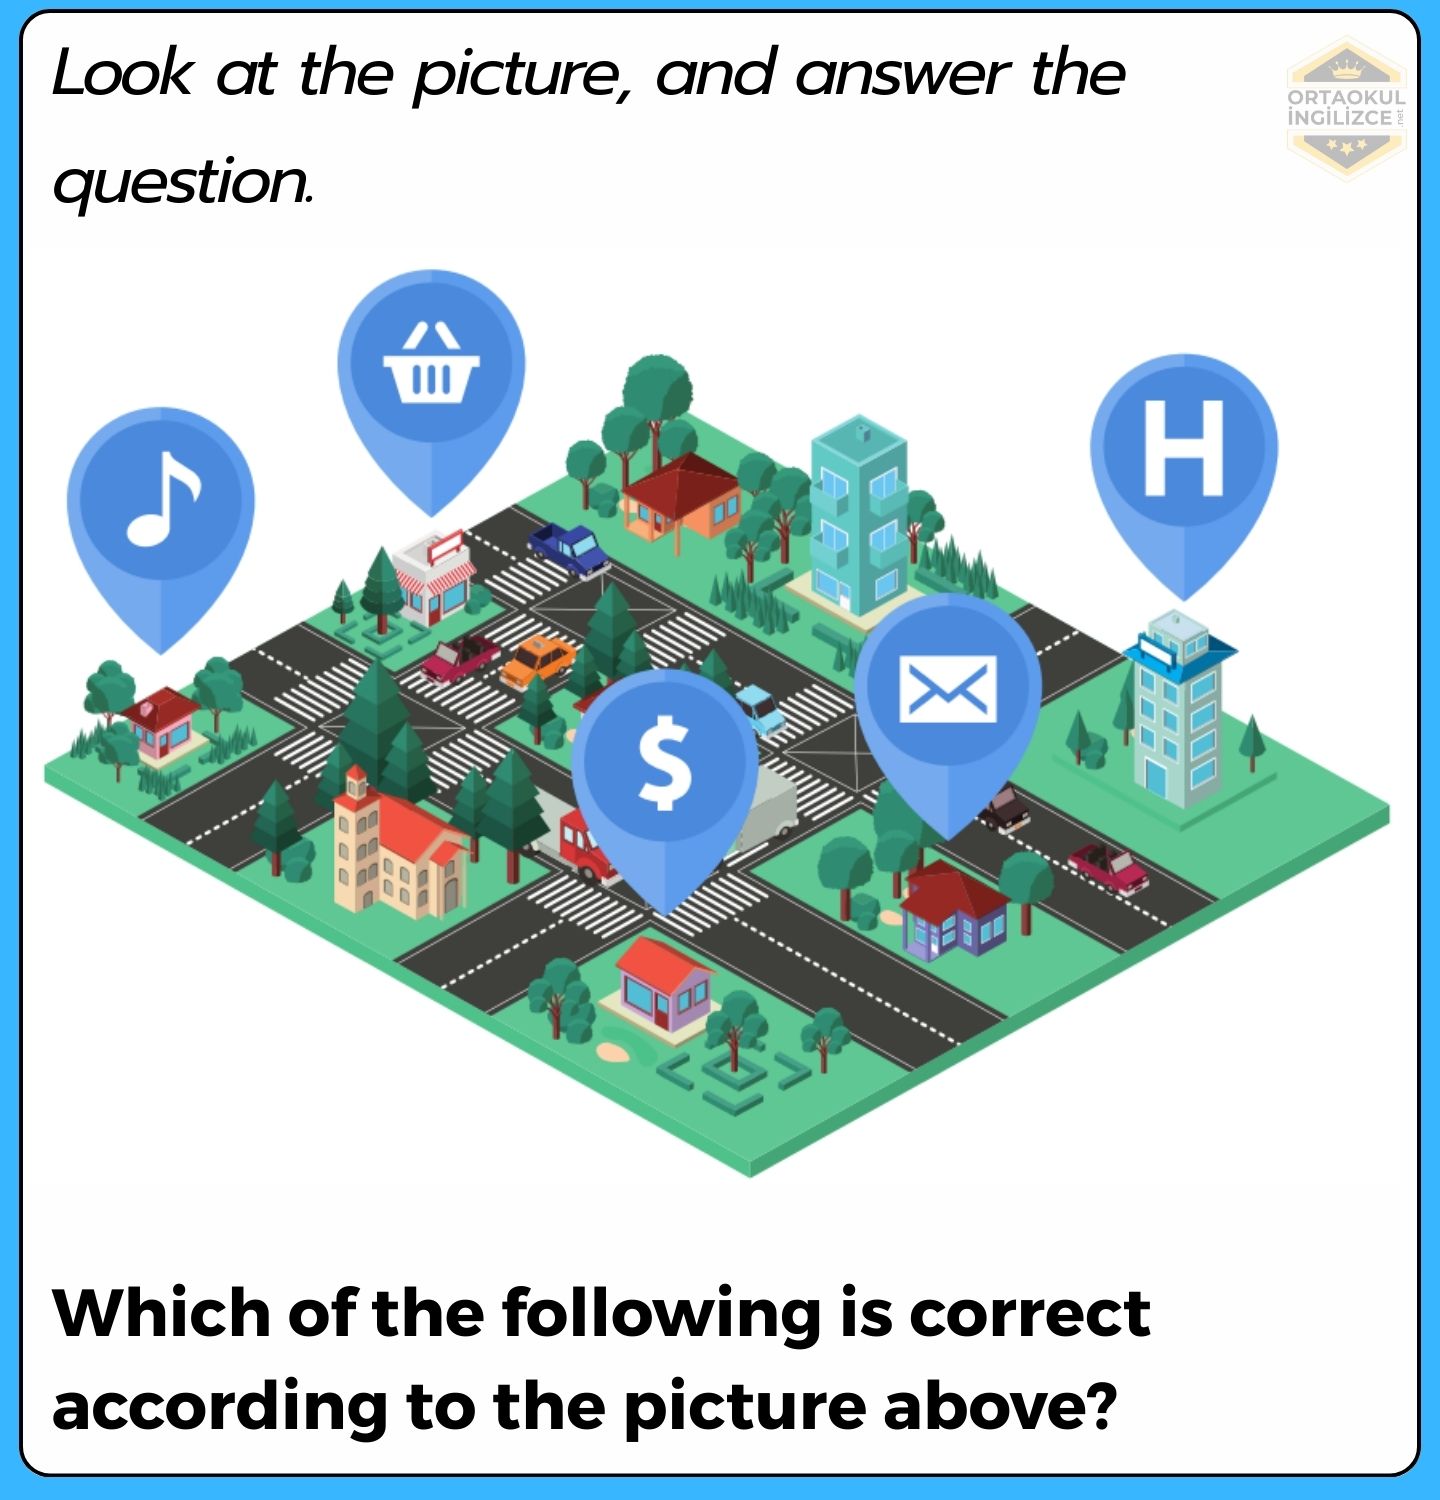 Look at the picture, and answer the
question.
ORTAOKUL
İNGİLİZCE
.net
H
$
Which of the following is correct
according to the picture above?